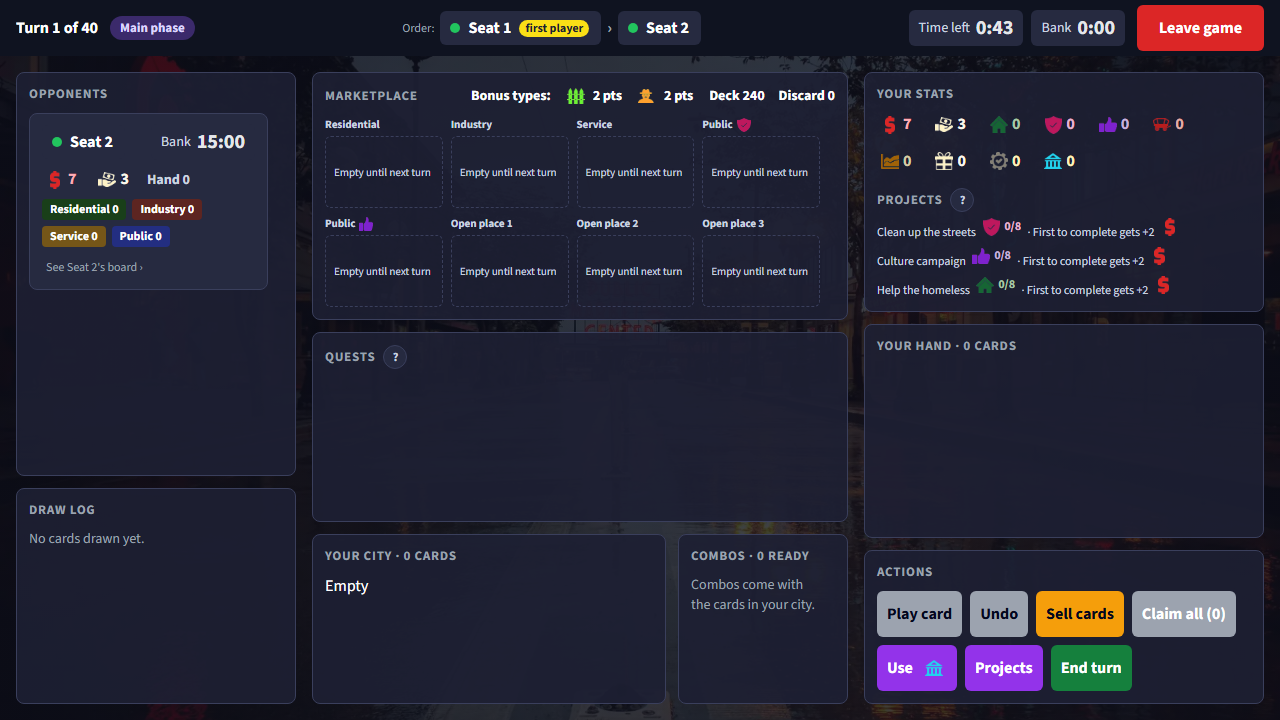 Turn 1 of 40 Main phase Order: Seat 1 first player › Seat 2 Time left 0:43 Bank 0:00 Leave game
OPPONENTS
Seat 2 Bank 15:00
7 3 Hand 0
Residential 0 Industry 0
Service 0 Public 0
See Seat 2's board ›
DRAW LOG
No cards drawn yet.
MARKETPLACE Bonus types: 2 pts 2 pts Deck 240 Discard 0
Residential Industry Service Public
Empty until next turn Empty until next turn Empty until next turn Empty until next turn
Public Open place 1 Open place 2 Open place 3
Empty until next turn Empty until next turn Empty until next turn Empty until next turn
QUESTS ?
YOUR CITY · 0 CARDS
Empty
COMBOS · 0 READY
Combos come with
the cards in your city.
YOUR STATS
$ 7 3 0 0 0 0
0 0 0 0
PROJECTS ?
Clean up the streets 0/8 · First to complete gets +2 $
Culture campaign 0/8 · First to complete gets +2 $
Help the homeless 0/8 · First to complete gets +2 $
YOUR HAND · 0 CARDS
ACTIONS
Play card Undo Sell cards Claim all (0)
Use Projects End turn